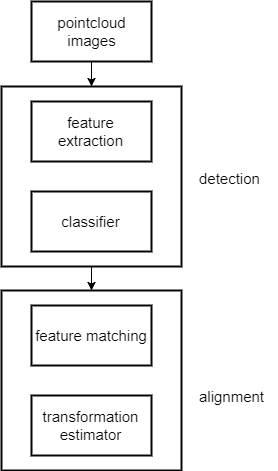 pointcloud
images
feature
extraction
detection
classifier
feature matching
alignment
transformation
estimator